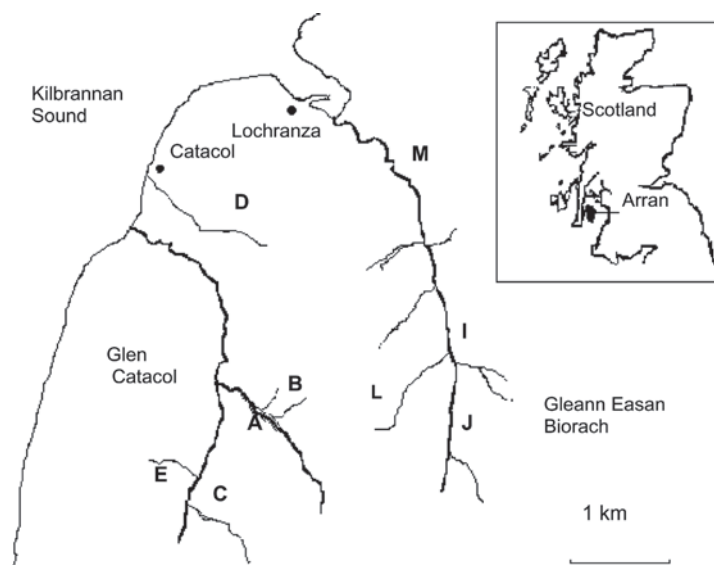 Kilbrannan
Sound
Lochranza
Catacol
M
D
Scotland
Arran
Glen
Catacol
I
B
L
A
J
Gleann Easan
Biorach
E
C
1 km